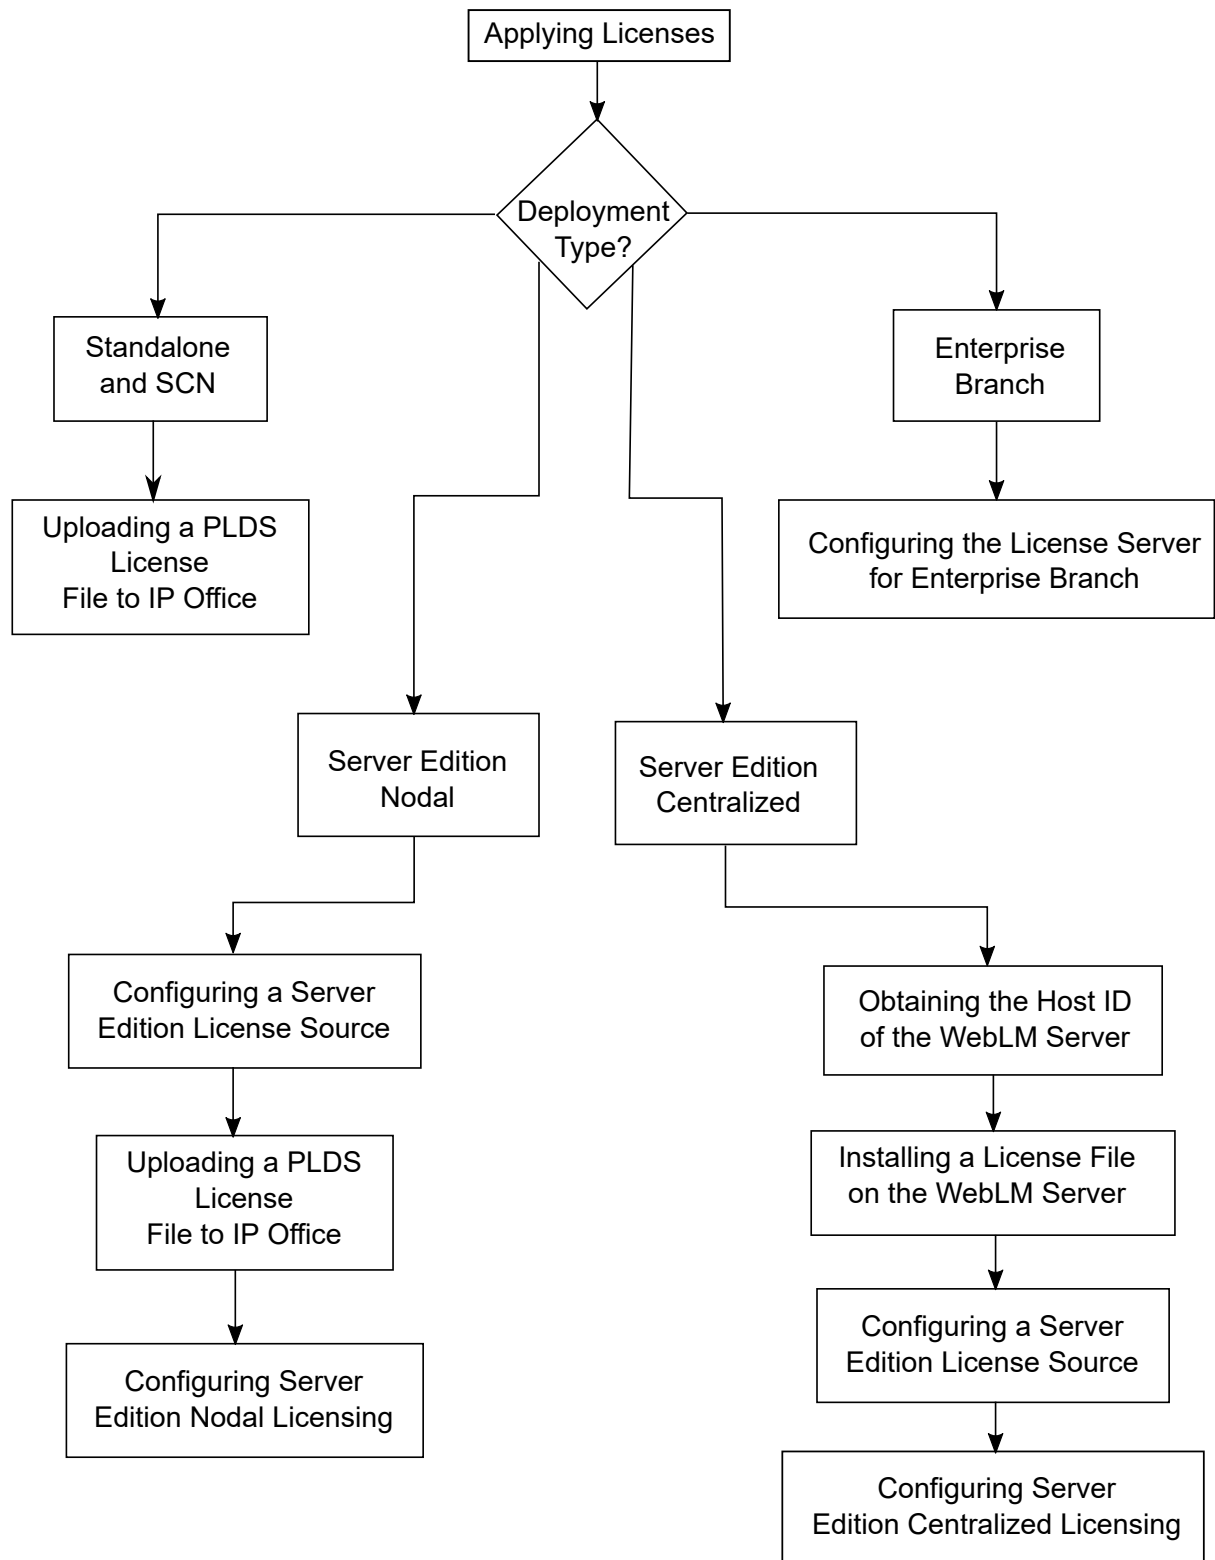 Applying Licenses
Deployment
Type?
Standalone
and SCN
Enterprise
Branch
Uploading a PLDS
License
File to IP Office
Configuring the License Server
for Enterprise Branch
Server Edition
Nodal
Server Edition
Centralized
Configuring a Server
Edition License Source
Obtaining the Host ID
of the WebLM Server
Uploading a PLDS
License
File to IP Office
Installing a License File
on the WebLM Server
Configuring a Server
Edition License Source
Configuring Server
Edition Nodal Licensing
Configuring Server
Edition Centralized Licensing